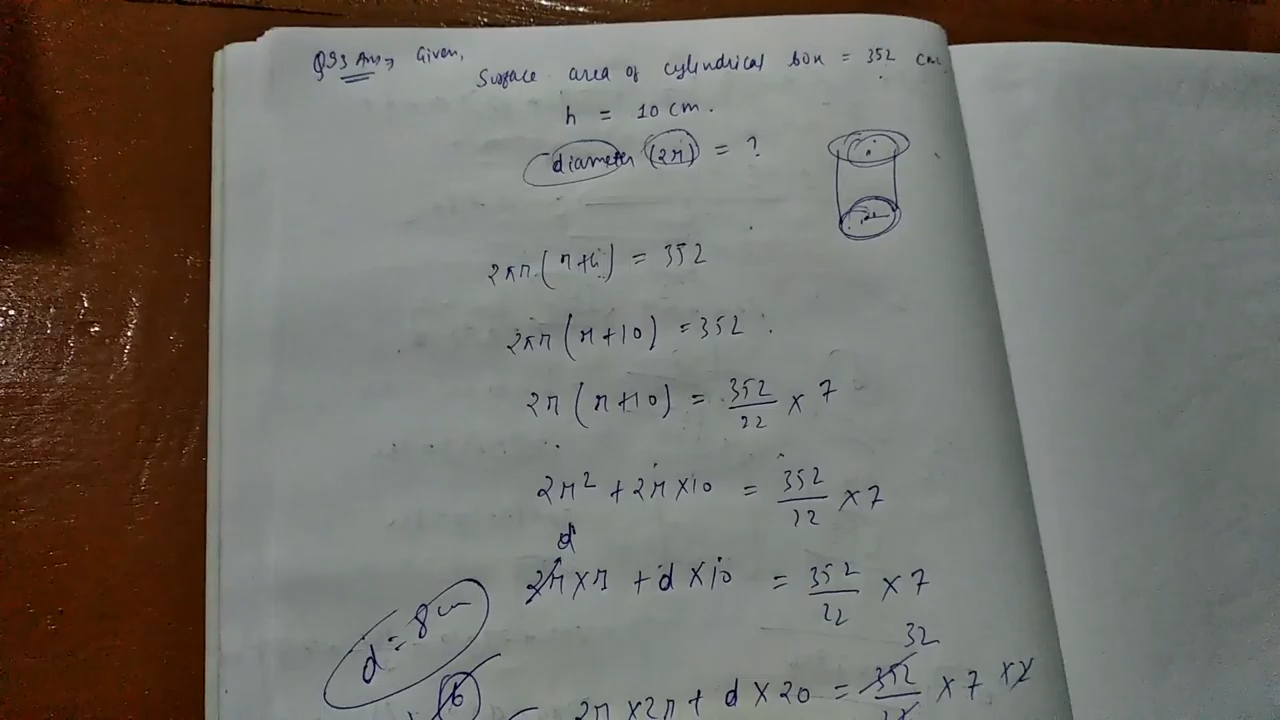 Q93 Ans → Given,
Surface area of cylindrical box = 352 cm
h = 10 cm.
diameter (2r) = ?
2πr (r+h) = 352
2πr (r+10) = 352
2r (r+10) = 352/22 × 7
2r² + 2r×10 = 352/22 × 7
d
2r×r + d×10 = 352/22 × 7
d = 8 cm
32
2r×2r + d×20 = 352/22 × 7 × 2